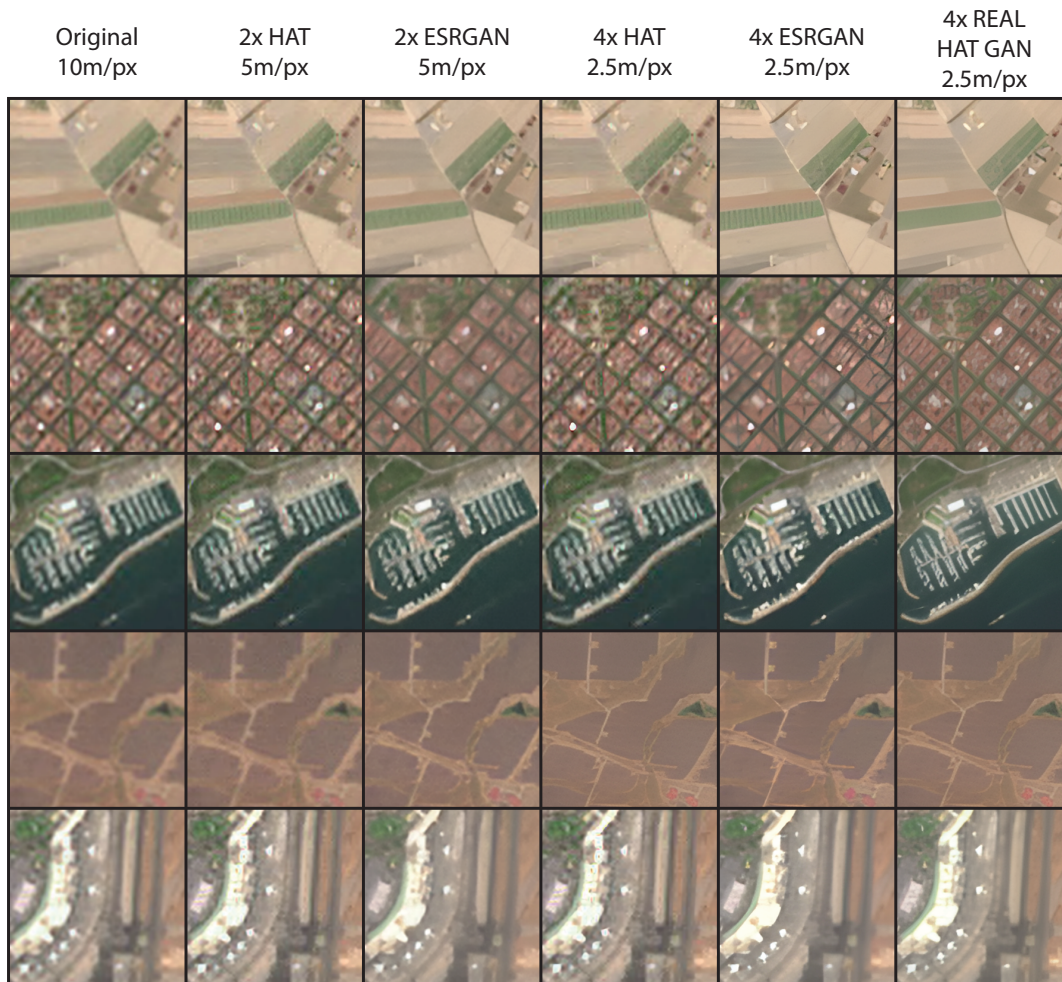 Original
10m/px
2x HAT
5m/px
2x ESRGAN
5m/px
4x HAT
2.5m/px
4x ESRGAN
2.5m/px
4x REAL
HAT GAN
2.5m/px